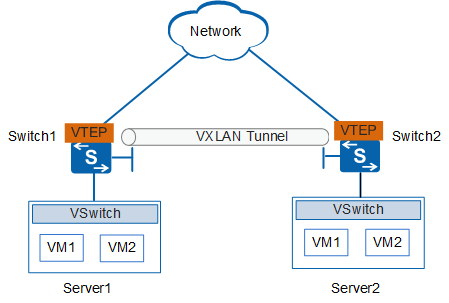 Network
Switch1
VTEP
VXLAN Tunnel
VTEP
Switch2
S
S
VSwitch
VM1
VM2
Server1
VSwitch
VM1
VM2
Server2